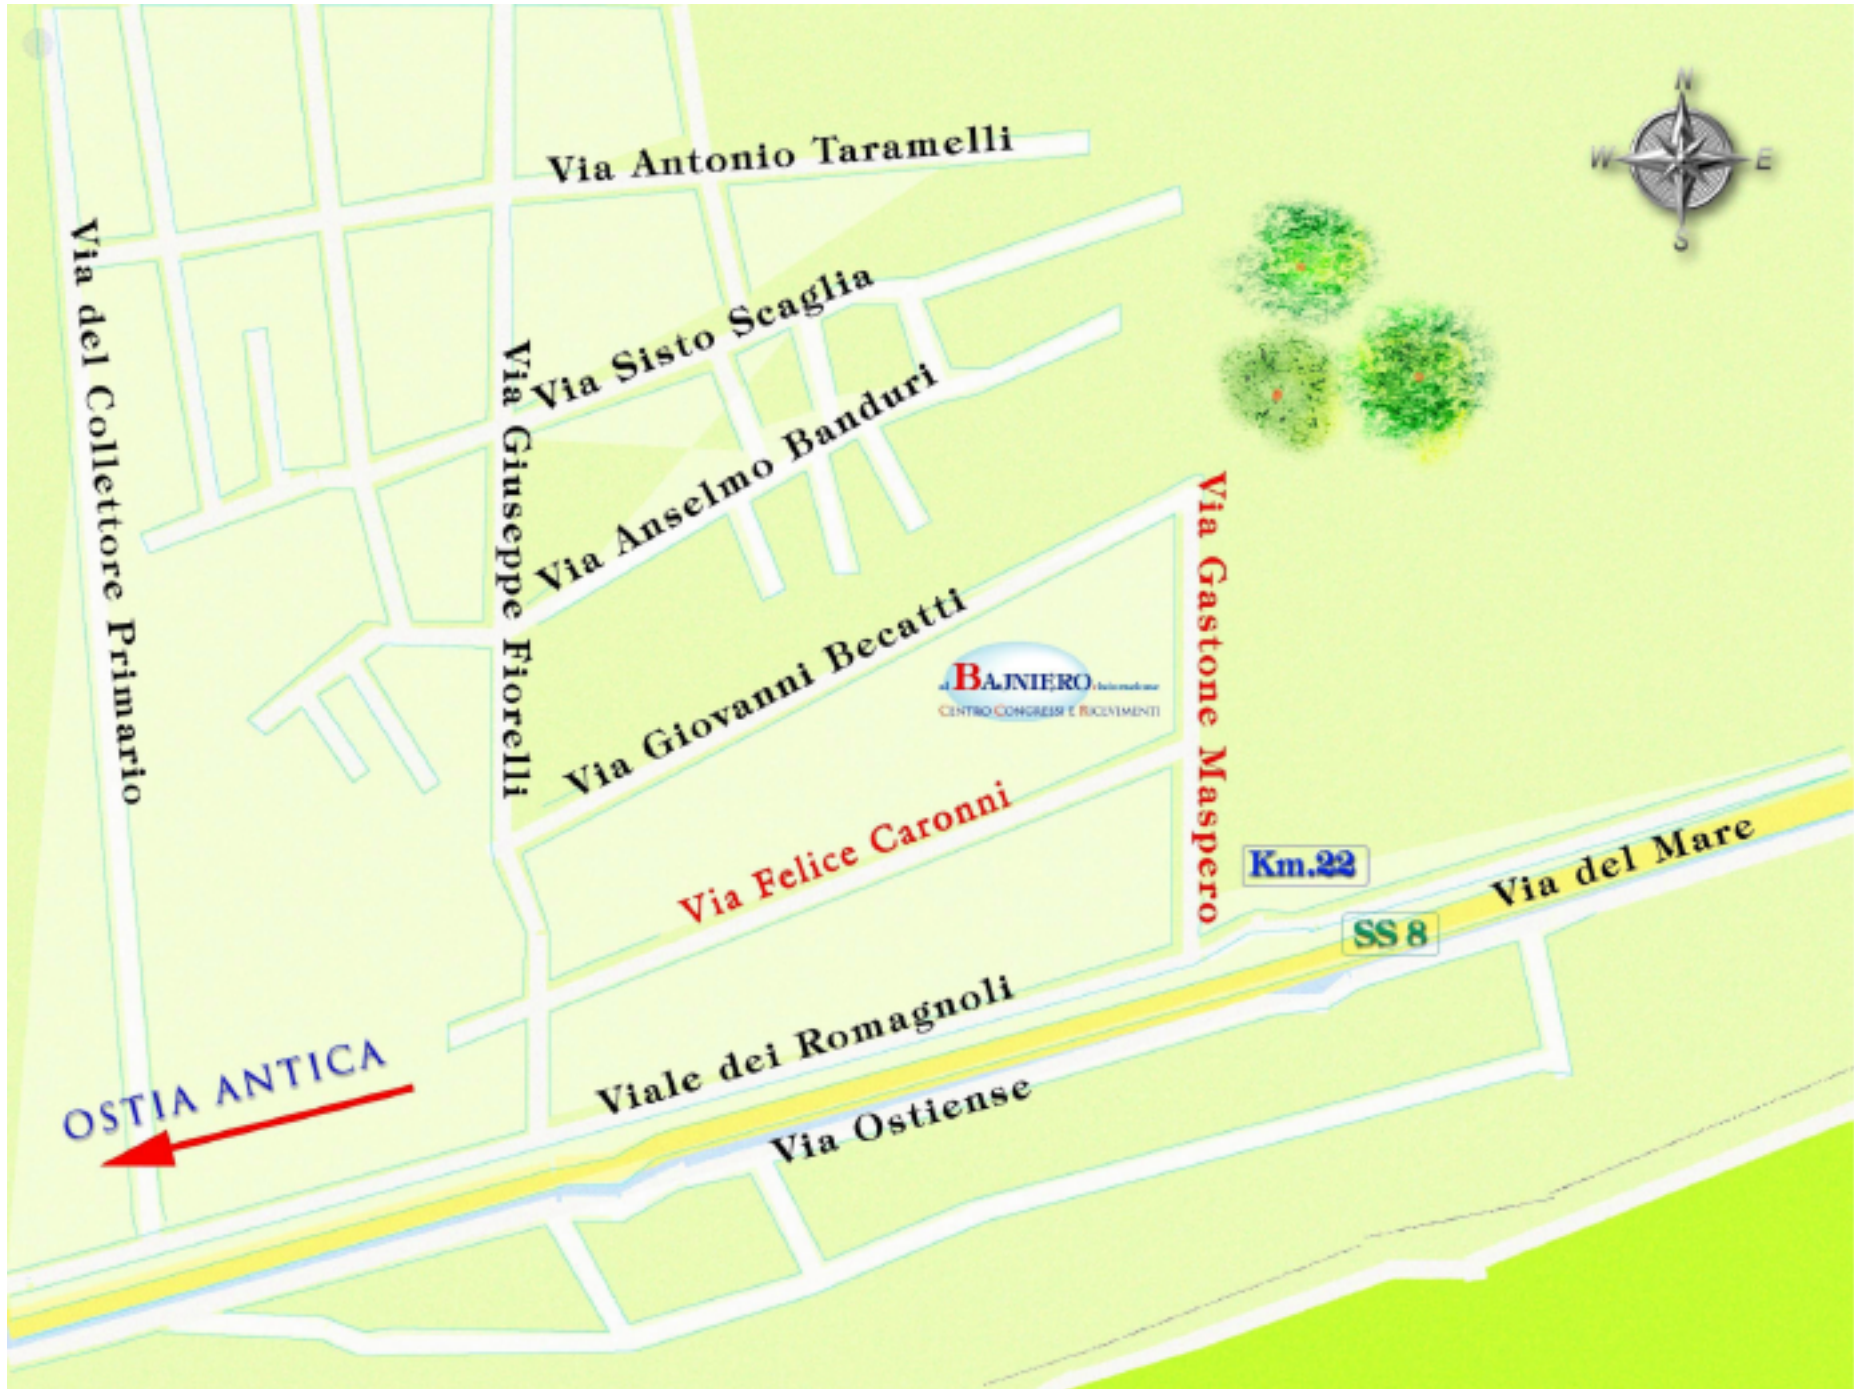 N
W E
S
Via Antonio Taramelli
Via del Collettore Primario
Via Sisto Scaglia
Via Giuseppe Fiorelli
Via Anselmo Banduri
Via Giovanni Becatti
Via Gastone Maspero
al BAJNIERO
CENTRO CONGRESSI E RICEVIMENTI
Via Felice Caronni
Km.22
Via del Mare
SS 8
Viale dei Romagnoli
OSTIA ANTICA
Via Ostiense